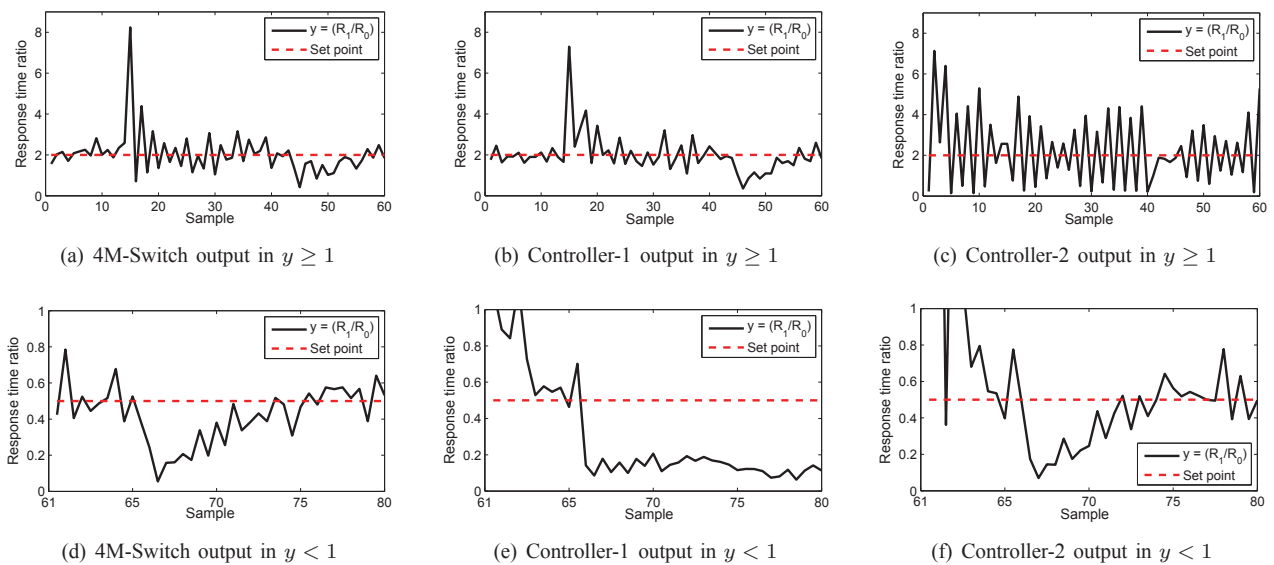 Response time ratio
8
6
4
2
0
0 10 20 30 40 50 60
Sample
y = (R1/R0)
Set point
(a) 4M-Switch output in y ≥ 1
Response time ratio
8
6
4
2
0
0 10 20 30 40 50 60
Sample
y = (R1/R0)
Set point
(b) Controller-1 output in y ≥ 1
Response time ratio
8
6
4
2
0
0 10 20 30 40 50 60
Sample
y = (R1/R0)
Set point
(c) Controller-2 output in y ≥ 1
Response time ratio
1
0.8
0.6
0.4
0.2
0
61 65 70 75 80
Sample
y = (R1/R0)
Set point
(d) 4M-Switch output in y < 1
Response time ratio
1
0.8
0.6
0.4
0.2
0
61 65 70 75 80
Sample
y = (R1/R0)
Set point
(e) Controller-1 output in y < 1
Response time ratio
1
0.8
0.6
0.4
0.2
0
61 65 70 75 80
Sample
y = (R1/R0)
Set point
(f) Controller-2 output in y < 1